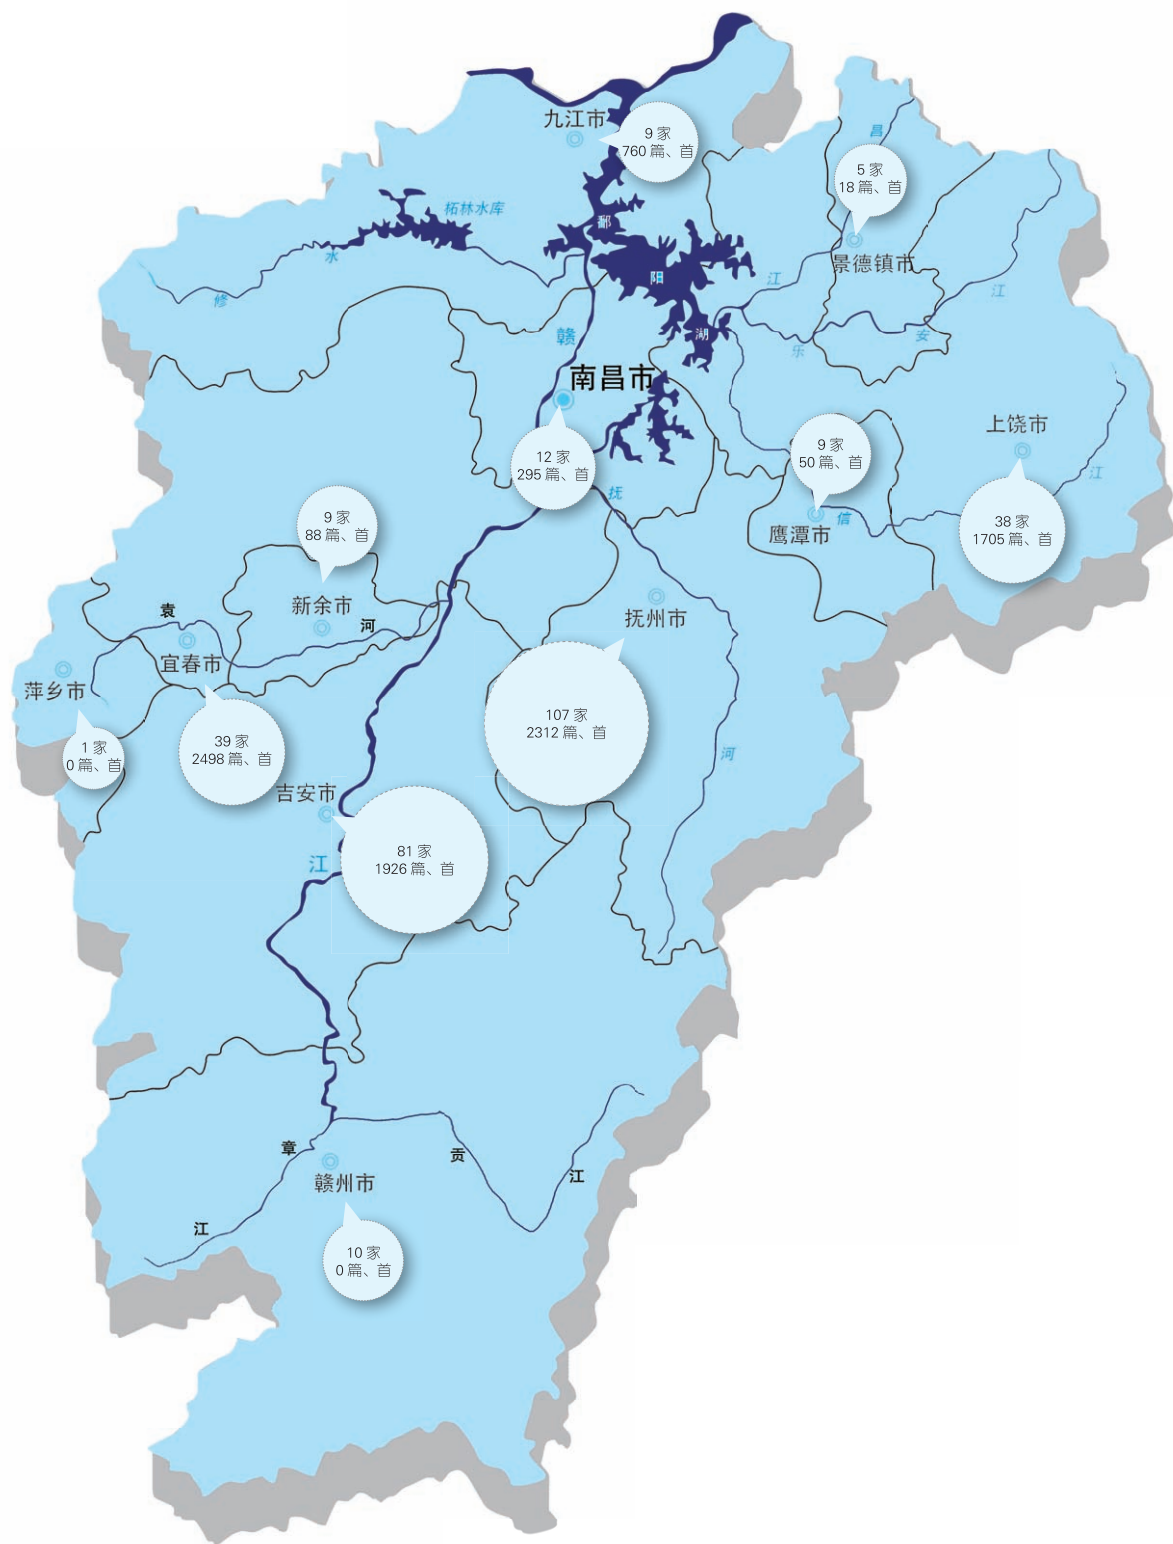 九江市
9 家
760 篇、首
昌
5 家
18 篇、首
柘林水库
鄱
水
景德镇市
阳
江
江
修
赣
湖
安
乐
南昌市
上饶市
12 家
295 篇、首
9 家
50 篇、首
江
抚
信
鹰潭市
9 家
88 篇、首
38 家
1705 篇、首
新余市
袁
河
抚州市
宜春市
萍乡市
107 家
2312 篇、首
1 家
0 篇、首
39 家
2498 篇、首
河
吉安市
江
81 家
1926 篇、首
章
贡
江
赣州市
江
10 家
0 篇、首